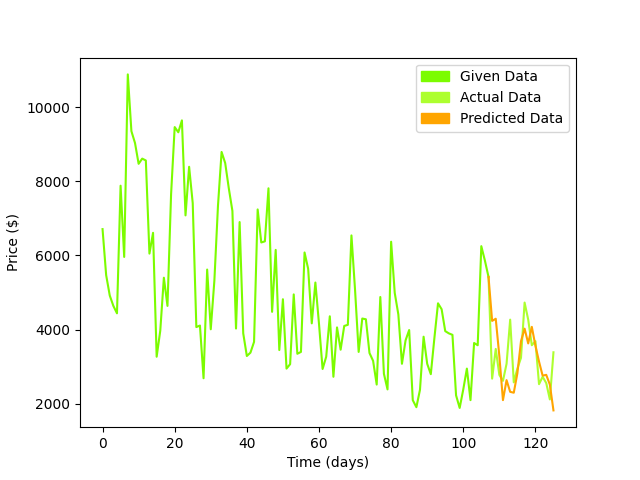 Given Data
Actual Data
Predicted Data
10000
8000
6000
4000
2000
Price ($)
0 20 40 60 80 100 120
Time (days)